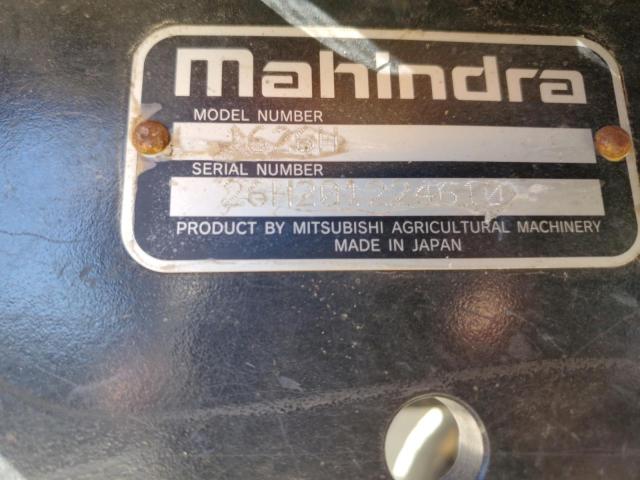 mahindra
MODEL NUMBER
SERIAL NUMBER
PRODUCT BY MITSUBISHI AGRICULTURAL MACHINERY
MADE IN JAPAN